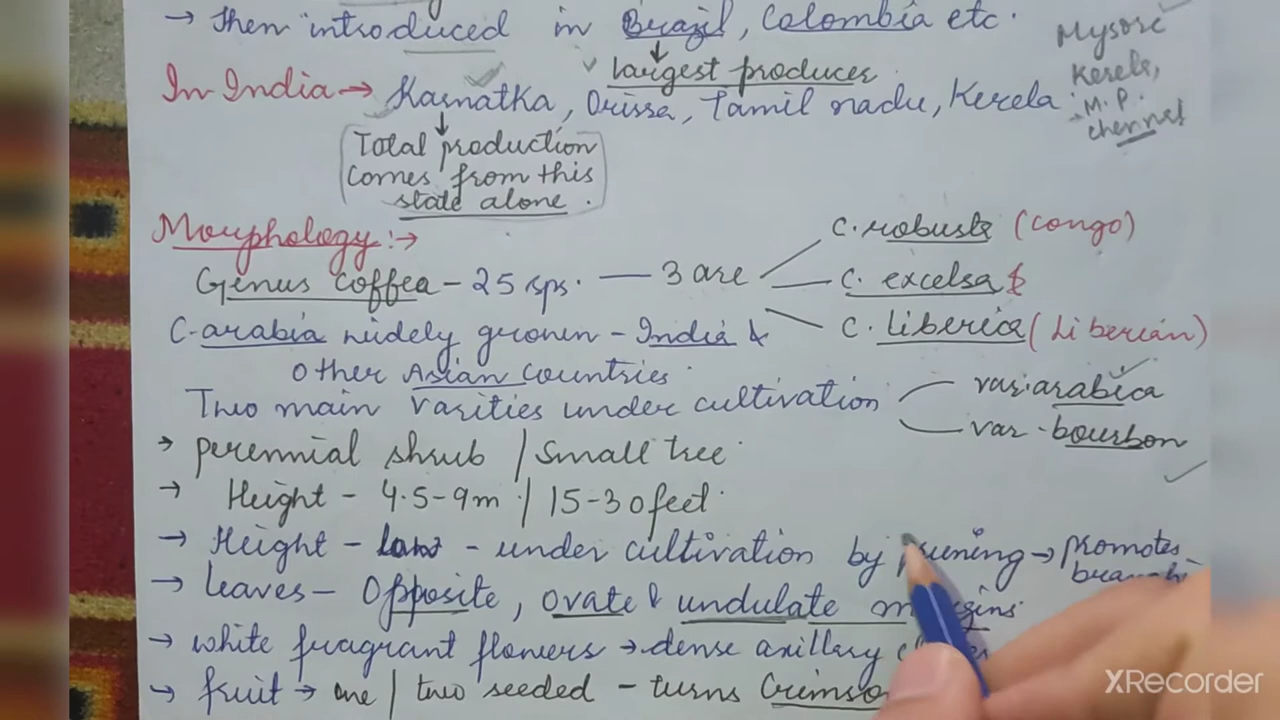 → Then introduced in Brazil, Colombia etc.
↓
largest producer
In India → Karnatka, Orissa, Tamil nadu, Kerela
Mysore
Kerela,
M.P.
chennai
↓
Total production
Comes from this
state alone.
Morphology :→
Genus coffea - 25 sps. — 3 are
C. robusta (Congo)
C. excelsa
C. Liberica (Liberian)
C. arabia widely grown - India &
other Asian countries.
Two main varities under cultivation
var. arabica
var. bourbon
→ perennial shrub / Small tree
→ Height - 4.5-9m / 15-30 feet.
→ Height - low - under cultivation by pruning → promotes
→ leaves - Opposite, ovate & undulate
→ white fragrant flowers → dense axillary
→ fruit → one / two seeded - turns
XRecorder